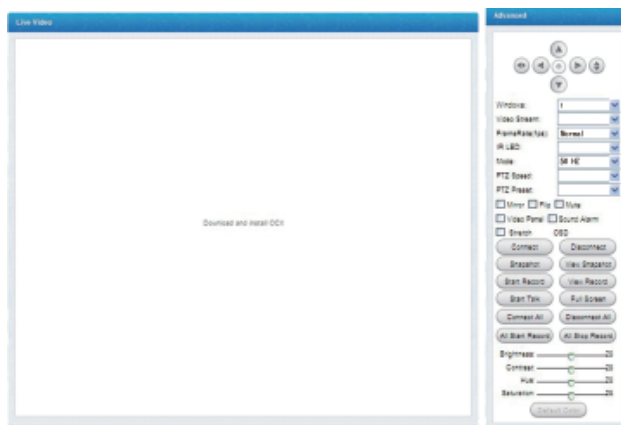 Live Video
Download and install OCX
Advanced
Windows: 1
Video Stream:
FrameRate(fps): Normal
IR LED:
Mode: 50 HZ
PTZ Speed:
PTZ Preset:
Mirror Flip Mute
Video Panel Sound Alarm
Stretch OSD
Connect Disconnect
Snapshot View Snapshot
Start Record View Record
Start Talk Full Screen
Connect All Disconnect All
All Start Record All Stop Record
Brightness:
Contrast:
Hue:
Saturation:
Default Color